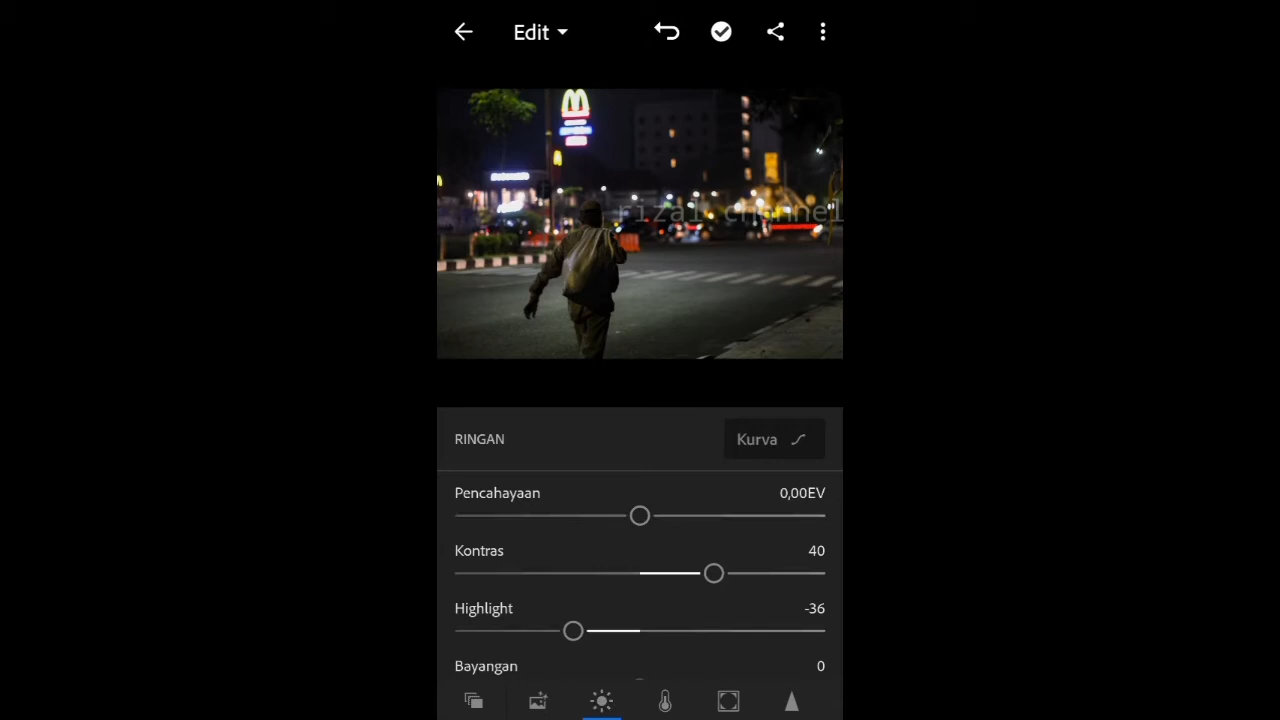 Edit
rizal channel
RINGAN
Kurva
Pencahayaan 0,00EV
Kontras 40
Highlight -36
Bayangan 0